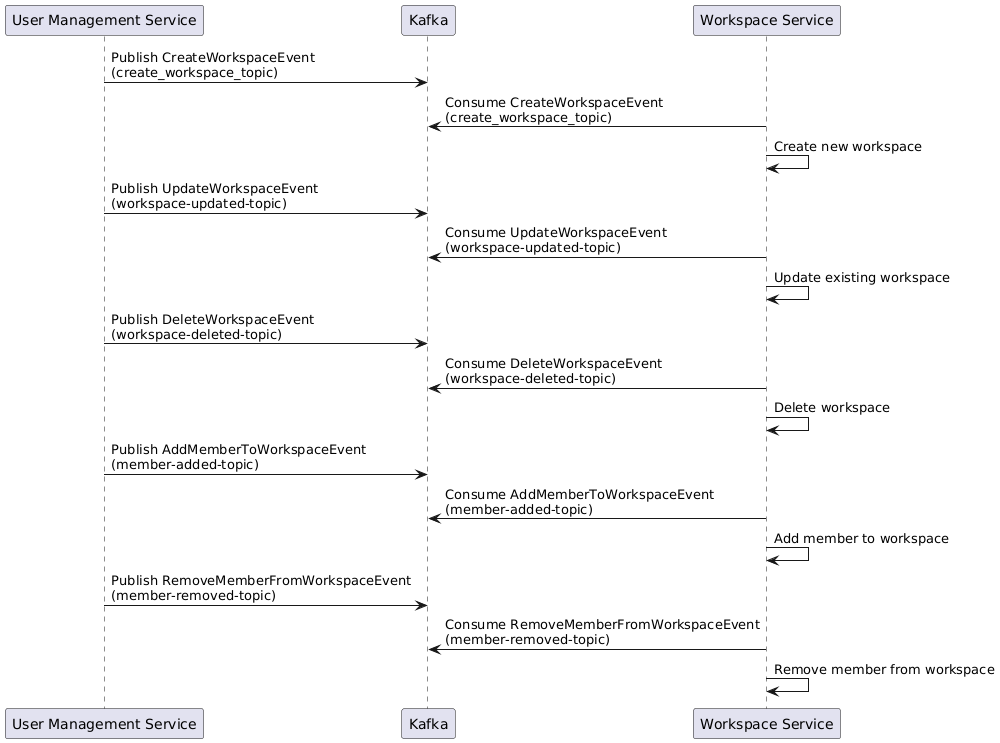 User Management Service
Kafka
Workspace Service
Publish CreateWorkspaceEvent
(create_workspace_topic)
Consume CreateWorkspaceEvent
(create_workspace_topic)
Create new workspace
Publish UpdateWorkspaceEvent
(workspace-updated-topic)
Consume UpdateWorkspaceEvent
(workspace-updated-topic)
Update existing workspace
Publish DeleteWorkspaceEvent
(workspace-deleted-topic)
Consume DeleteWorkspaceEvent
(workspace-deleted-topic)
Delete workspace
Publish AddMemberToWorkspaceEvent
(member-added-topic)
Consume AddMemberToWorkspaceEvent
(member-added-topic)
Add member to workspace
Publish RemoveMemberFromWorkspaceEvent
(member-removed-topic)
Consume RemoveMemberFromWorkspaceEvent
(member-removed-topic)
Remove member from workspace
User Management Service
Kafka
Workspace Service